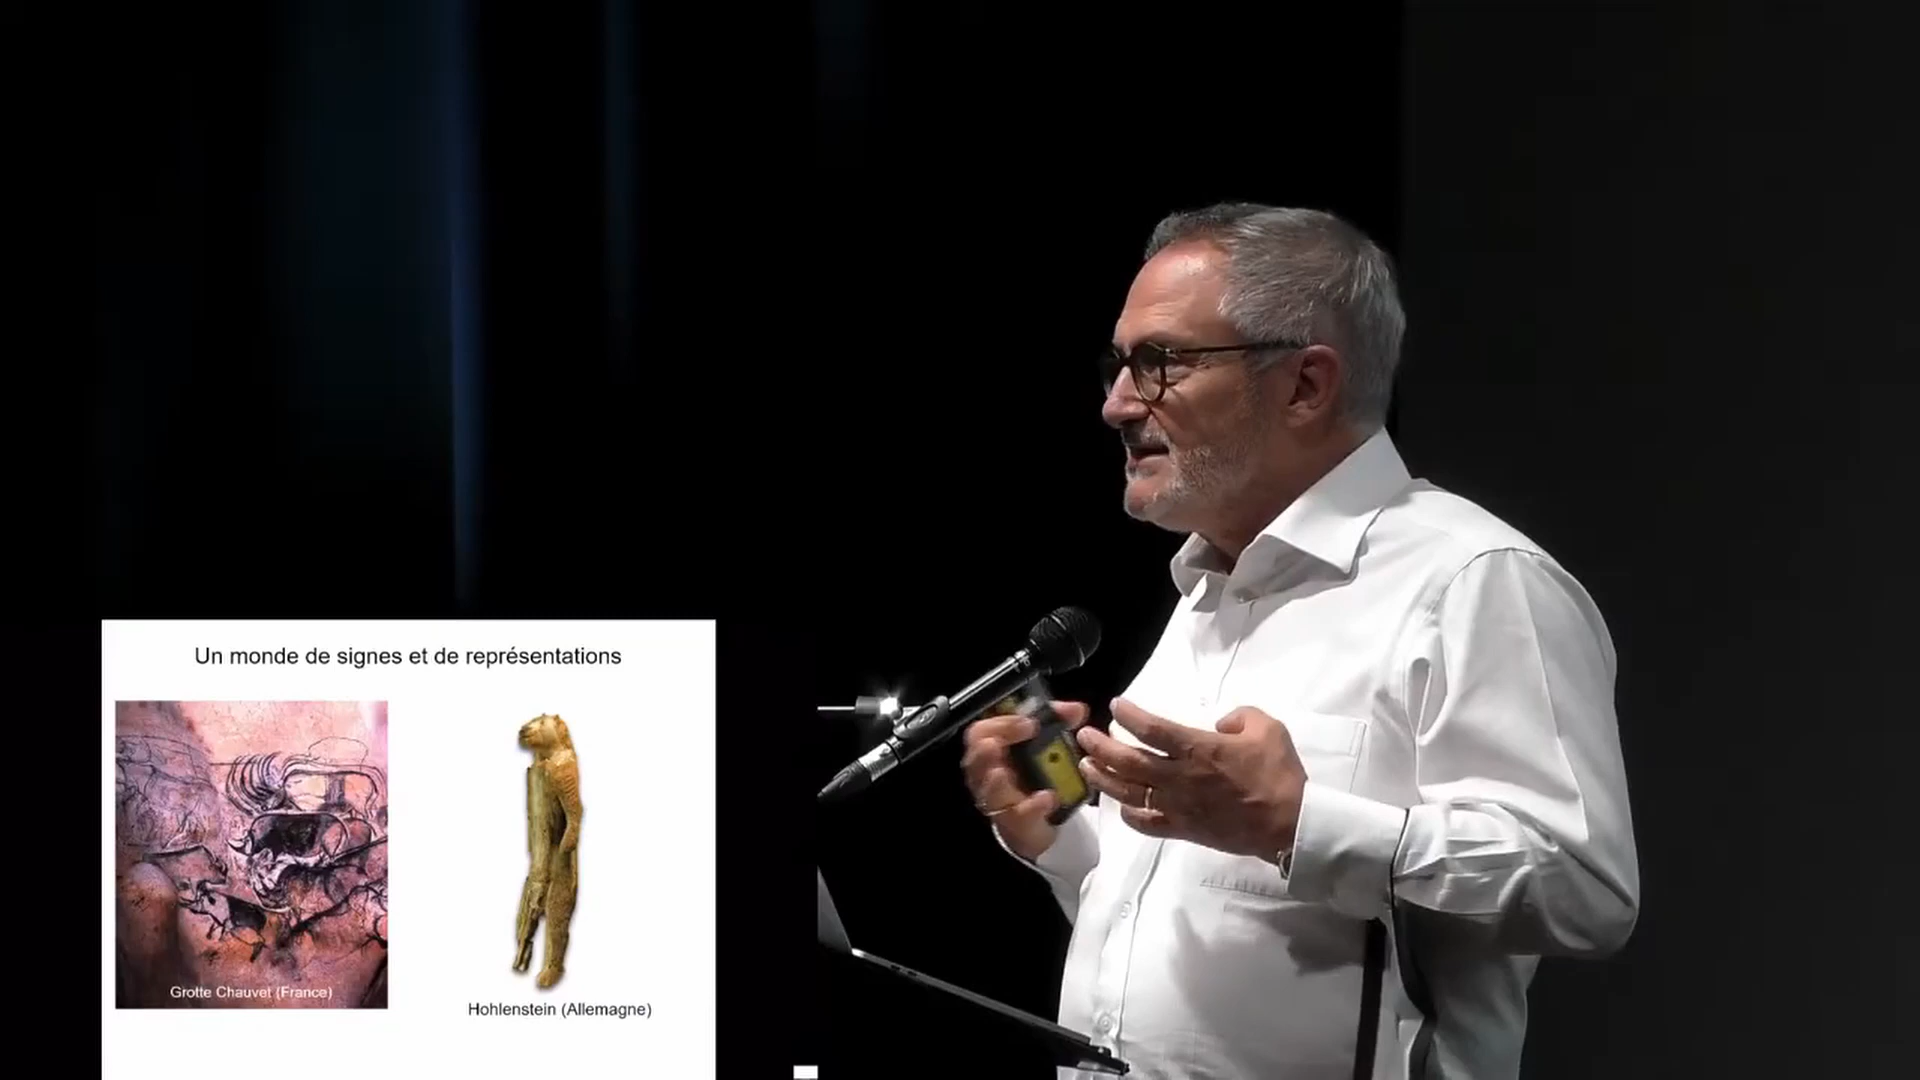 Un monde de signes et de représentations
Grotte Chauvet (France)
Hohlenstein (Allemagne)